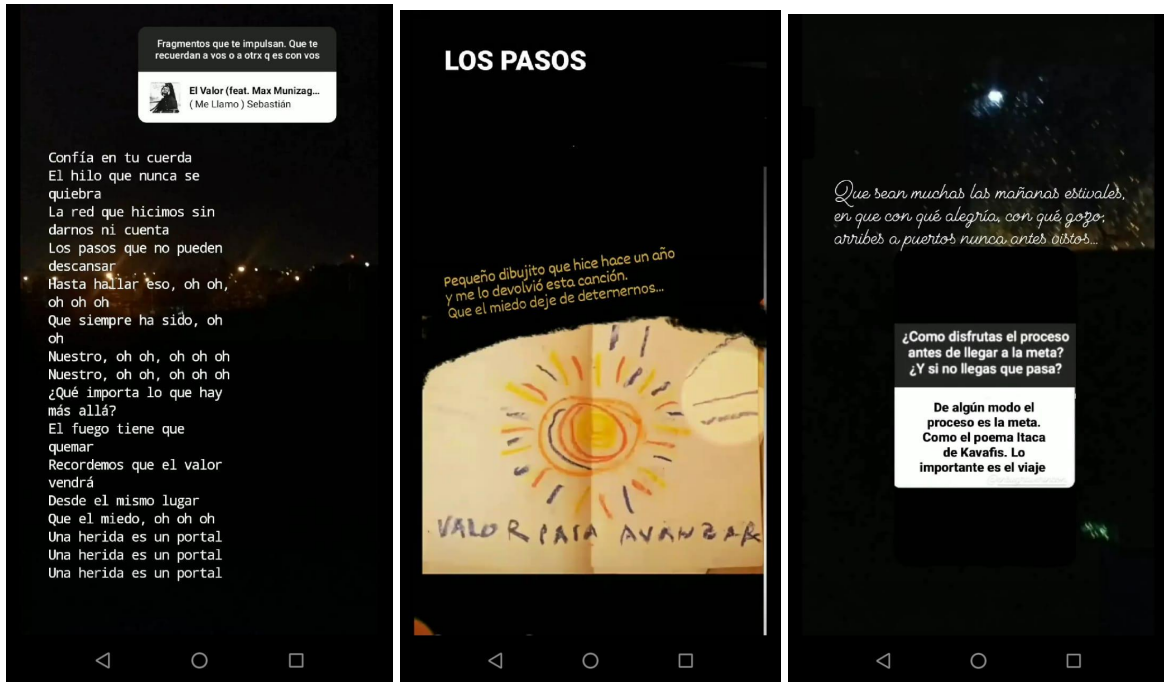 Fragmentos que te impulsan. Que te
recuerdan a vos o a otrx q es con vos
El Valor (feat. Max Munizag...
( Me Llamo ) Sebastián
Confía en tu cuerda
El hilo que nunca se
quiebra
La red que hicimos sin
darnos ni cuenta
Los pasos que no pueden
descansar
Hasta hallar eso, oh oh,
oh oh oh
Que siempre ha sido, oh
oh
Nuestro, oh oh, oh oh oh
Nuestro, oh oh, oh oh oh
¿Qué importa lo que hay
más allá?
El fuego tiene que
quemar
Recordemos que el valor
vendrá
Desde el mismo lugar
Que el miedo, oh oh oh
Una herida es un portal
Una herida es un portal
Una herida es un portal
LOS PASOS
Pequeño dibujito que hice hace un año
y me lo devolvió esta canción.
Que el miedo deje de deternernos...
VALOR PARA AVANZAR
Que sean muchas las mañanas estivales,
en que con qué alegría, con qué gozo,
arribes a puertos nunca antes vistos...
¿Como disfrutas el proceso
antes de llegar a la meta?
¿Y si no llegas que pasa?
De algún modo el
proceso es la meta.
Como el poema Itaca
de Kavafis. Lo
importante es el viaje